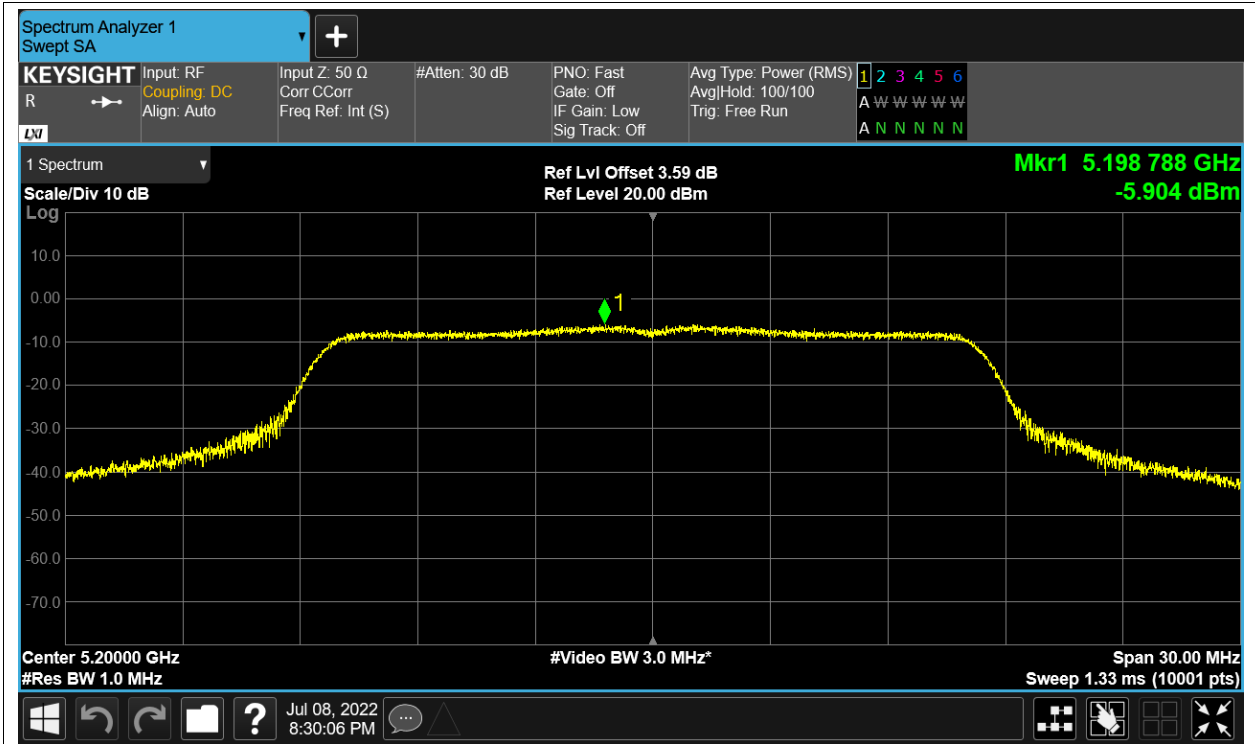 Spectrum Analyzer 1
Swept SA
KEYSIGHT
R
LXI
Input: RF
Coupling: DC
Align: Auto
Input Z: 50 Ω
Corr CCorr
Freq Ref: Int (S)
#Atten: 30 dB
PNO: Fast
Gate: Off
IF Gain: Low
Sig Track: Off
Avg Type: Power (RMS)
Avg|Hold: 100/100
Trig: Free Run
1 2 3 4 5 6
A W W W W W
A N N N N N
1 Spectrum
Scale/Div 10 dB
Log
Ref Lvl Offset 3.59 dB
Ref Level 20.00 dBm
Mkr1 5.198 788 GHz
-5.904 dBm
10.0
0.00
-10.0
-20.0
-30.0
-40.0
-50.0
-60.0
-70.0
1
Center 5.20000 GHz
#Res BW 1.0 MHz
#Video BW 3.0 MHz*
Span 30.00 MHz
Sweep 1.33 ms (10001 pts)
?
Jul 08, 2022
8:30:06 PM